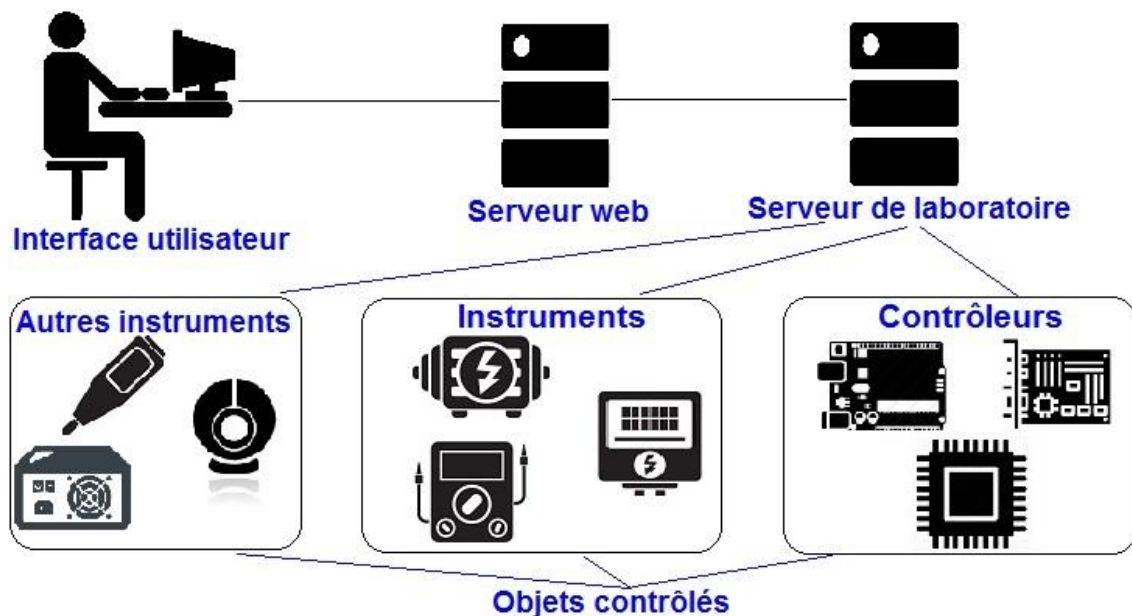 Serveur web
Serveur de laboratoire
Interface utilisateur
Autres instruments
Instruments
Contrôleurs
Objets contrôlés